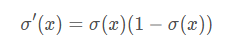 σ′(x) = σ(x)(1 − σ(x))